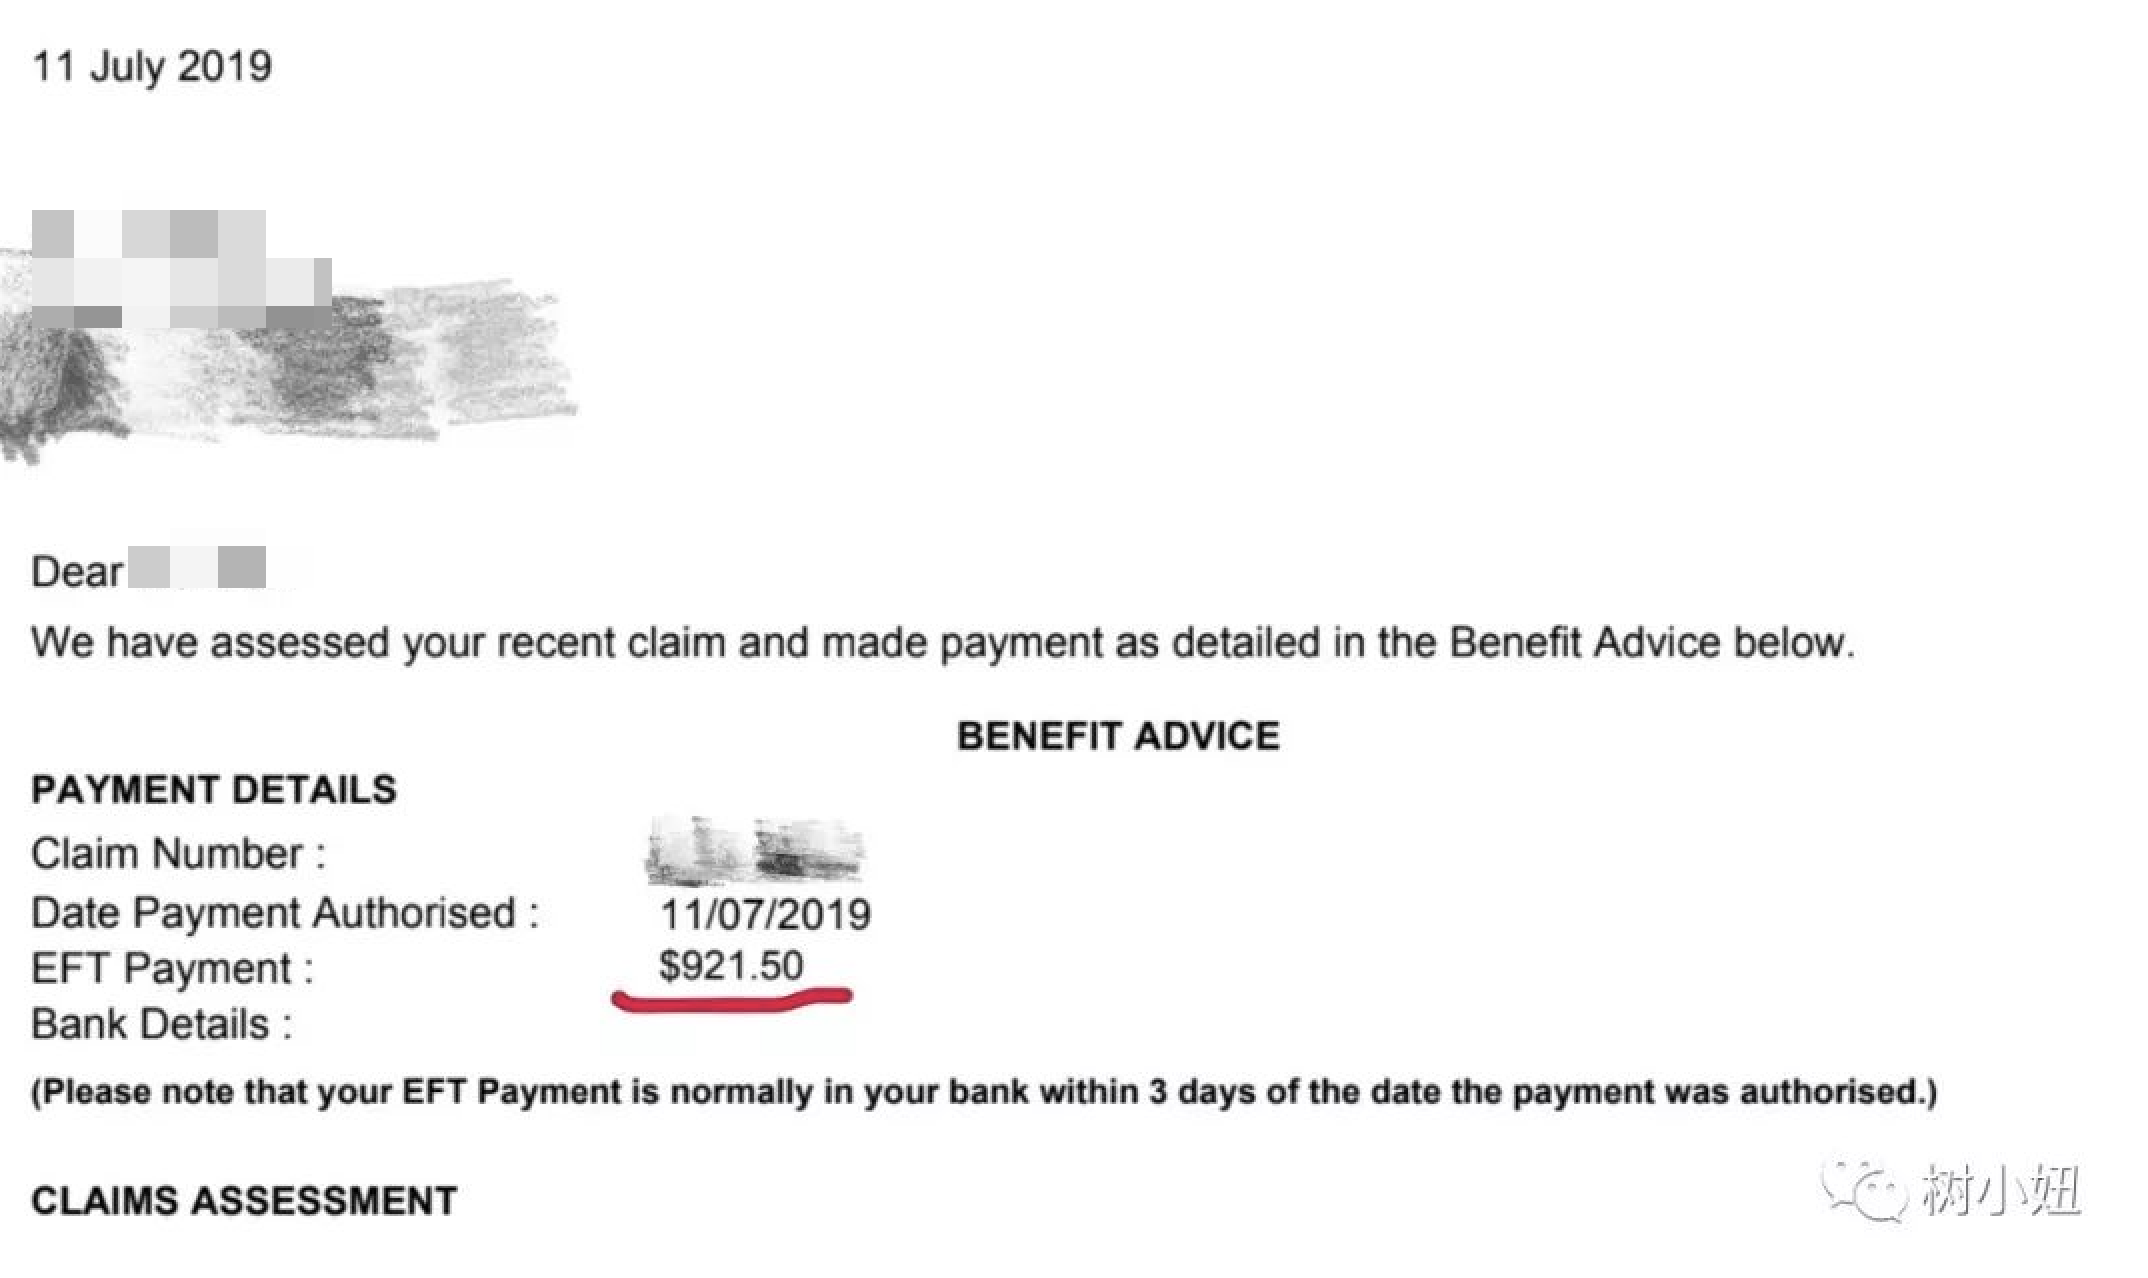 11 July 2019
Dear
We have assessed your recent claim and made payment as detailed in the Benefit Advice below.
BENEFIT ADVICE
PAYMENT DETAILS
Claim Number :
Date Payment Authorised : 11/07/2019
EFT Payment : $921.50
Bank Details :
(Please note that your EFT Payment is normally in your bank within 3 days of the date the payment was authorised.)
CLAIMS ASSESSMENT
树小妞